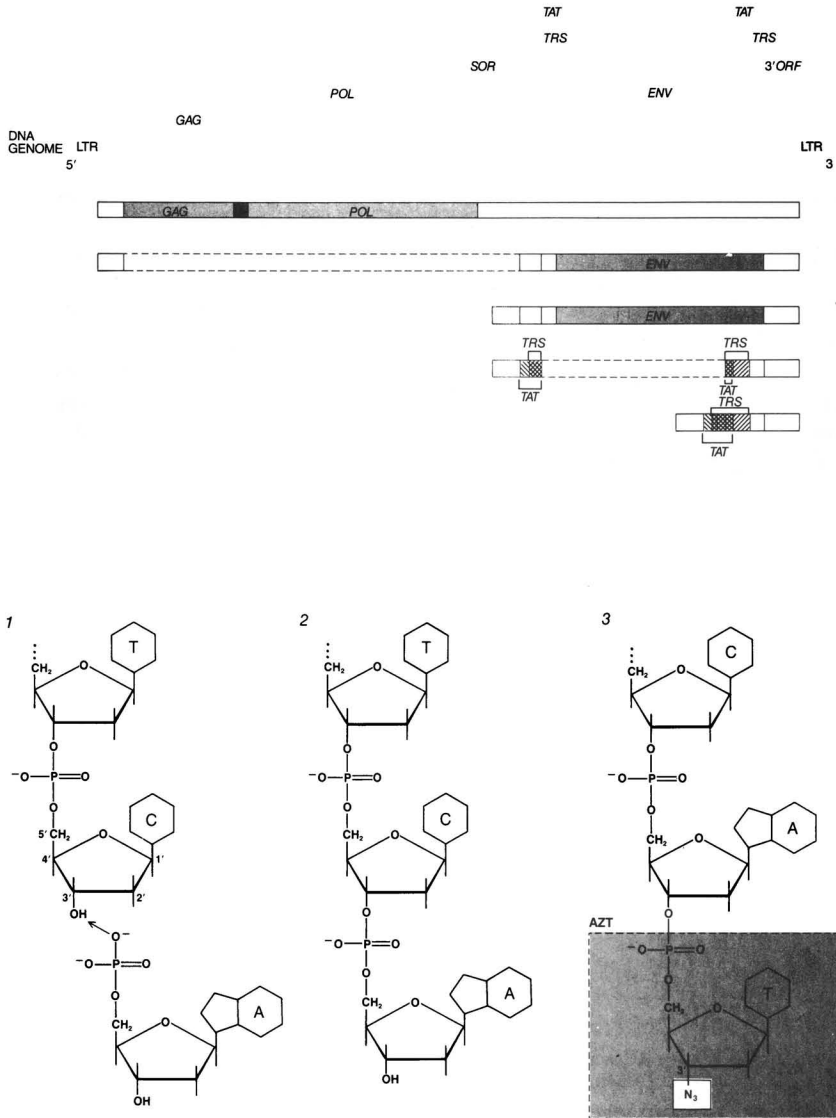 TAT TAT
TRS TRS
SOR 3'ORF
POL ENV
GAG
DNA
GENOME LTR LTR
5' 3
GAG POL
ENV
ENV
TRS TRS
TAT TAT
TRS
TAT
1 2 3
T T C
CH₂ O CH₂ O CH₂ O
O O O
⁻O—P=O ⁻O—P=O ⁻O—P=O
O O O
C C A
5' CH₂ O CH₂ O CH₂ O
4' 1'
3' 2'
OH O O
AZT
O⁻
⁻O—P=O ⁻O—P=O ⁻O—P=O
O O O
A A T
CH₂ O CH₂ O CH₂ O
3'
OH OH N₃